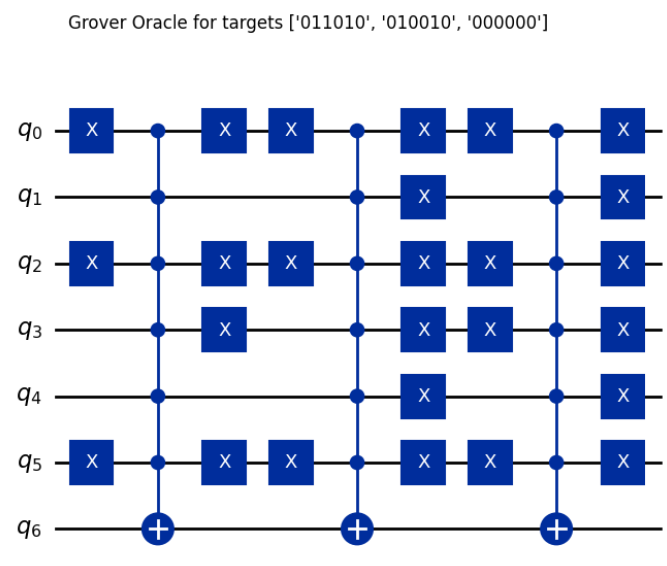 Grover Oracle for targets ['011010', '010010', '000000']
q0 X X X X X X
q1 X X
q2 X X X X X X
q3 X X X X
q4 X X
q5 X X X X X X
q6